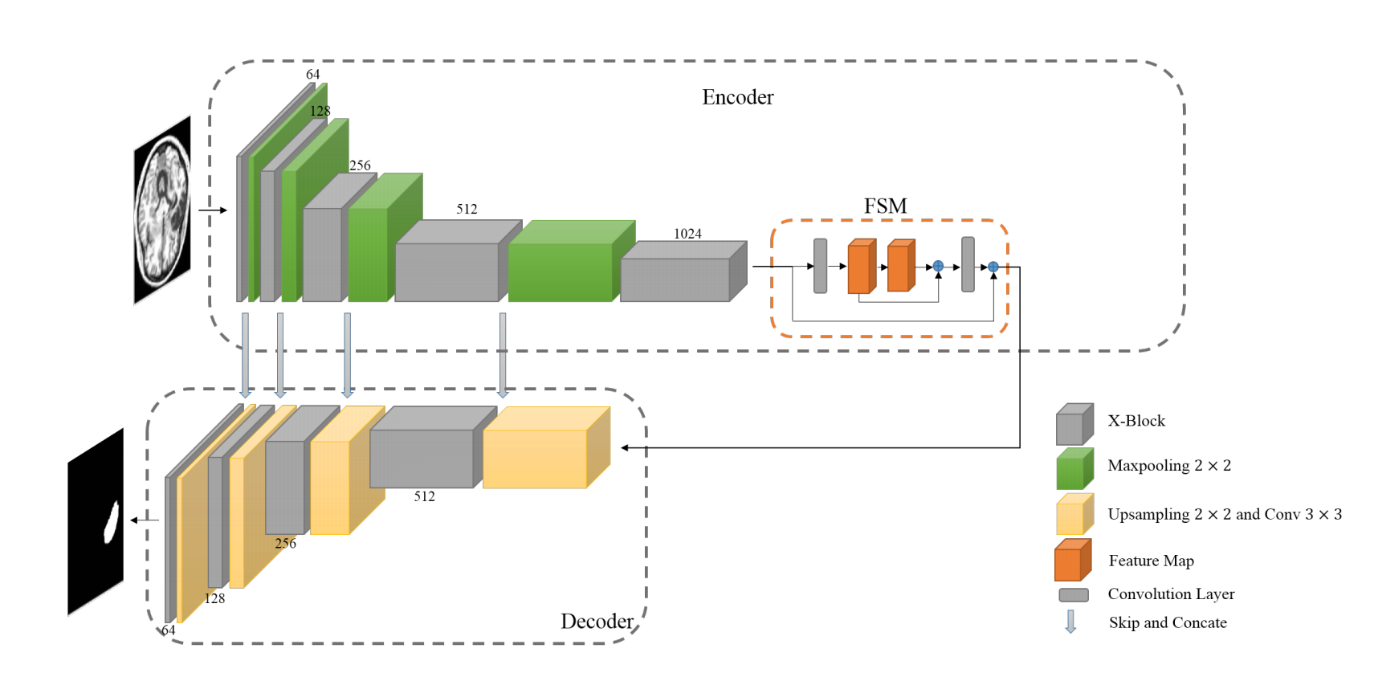 64
Encoder
128
256
FSM
512
1024
X-Block
Maxpooling 2 × 2
512
Upsampling 2 × 2 and Conv 3 × 3
256
Feature Map
128
Convolution Layer
64
Decoder
Skip and Concate